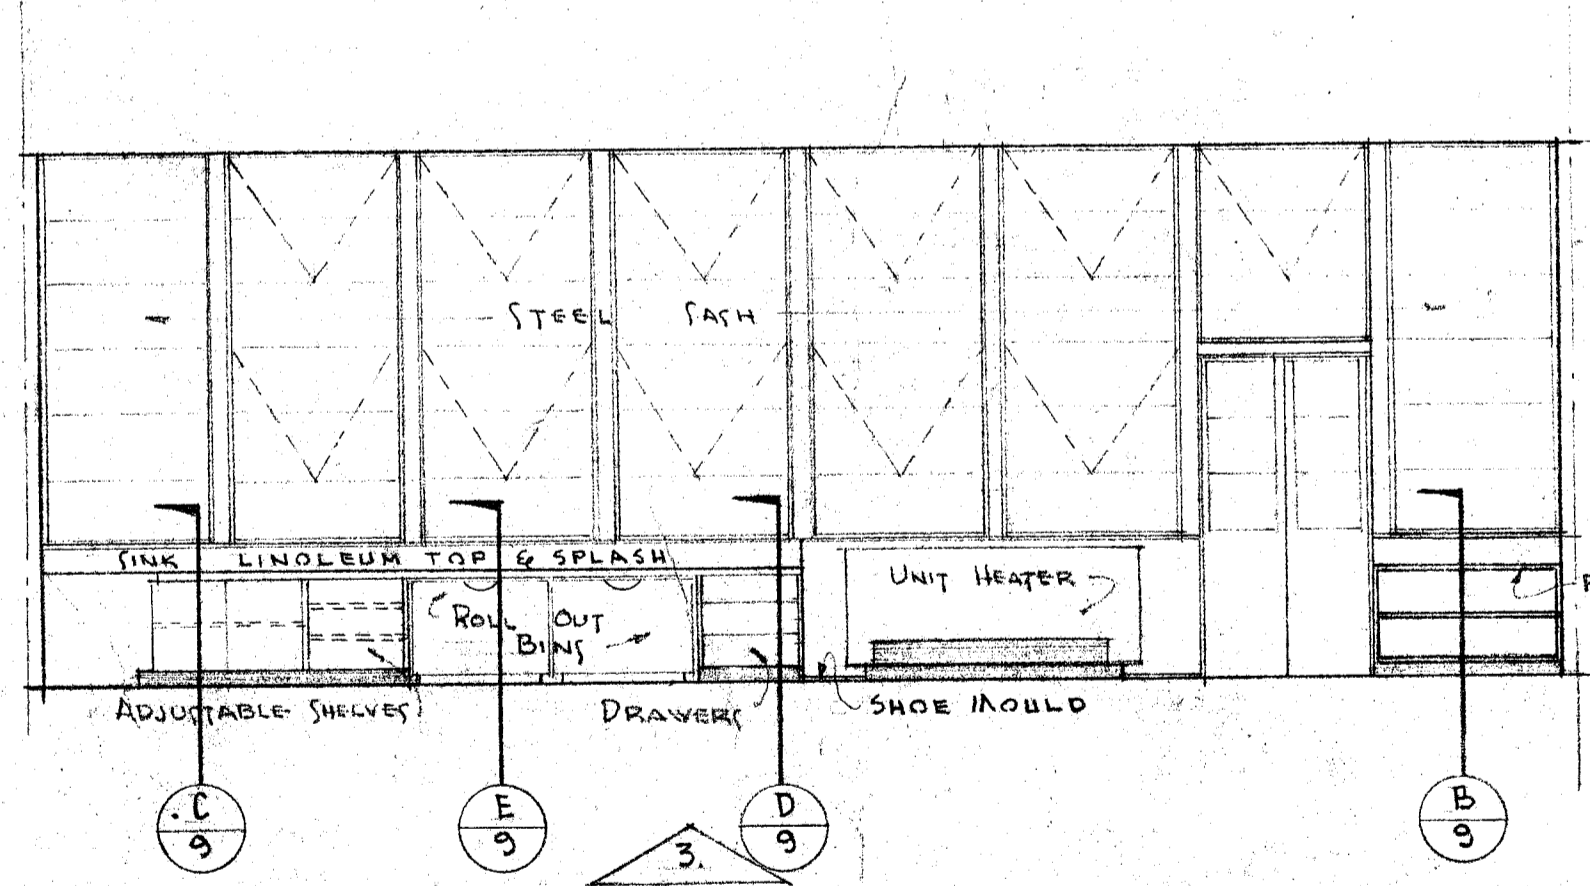 STEEL SASH
SINK LINOLEUM TOP & SPLASH
UNIT HEATER
ROLL OUT
BINS
ADJUSTABLE SHELVES
DRAWERS
SHOE MOULD
C
9
E
9
D
9
B
9
3.